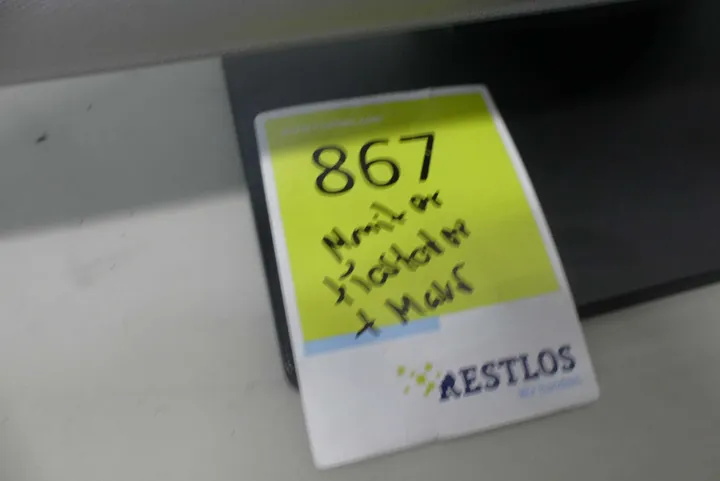 867
Monitor
+ Tastatur
+ Maus
RESTLOS